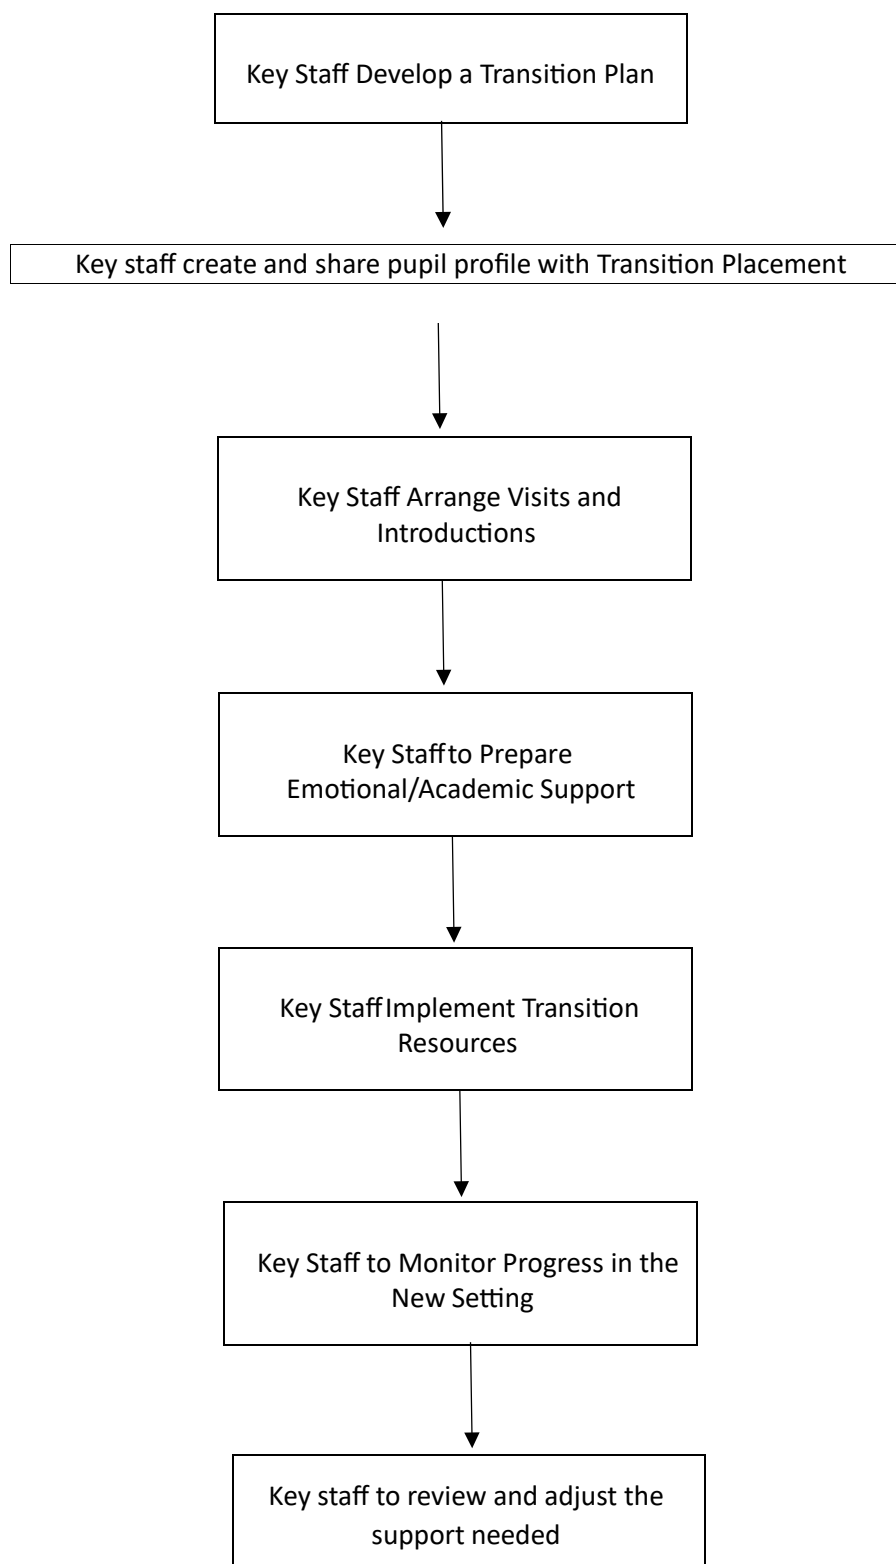 Key Staff Develop a Transition Plan
Key staff create and share pupil profile with Transition Placement
Key Staff Arrange Visits and
Introductions
Key Staff to Prepare
Emotional/Academic Support
Key Staff Implement Transition
Resources
Key Staff to Monitor Progress in the
New Setting
Key staff to review and adjust the
support needed